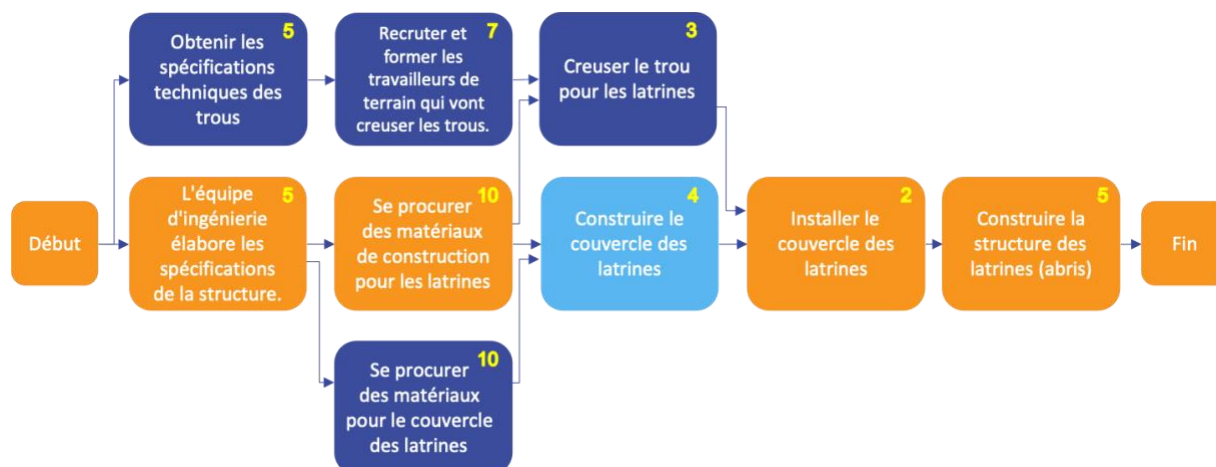 5
Obtenir les
spécifications
techniques des
trous
7
Recruter et
former les
travailleurs de
terrain qui vont
creuser les trous.
3
Creuser le trou
pour les latrines
Début
5
L'équipe
d'ingénierie
élabore les
spécifications
de la structure.
10
Se procurer
des matériaux
de construction
pour les latrines
4
Construire le
couvercle des
latrines
2
Installer le
couvercle des
latrines
5
Construire la
structure des
latrines (abris)
Fin
10
Se procurer
des matériaux
pour le couvercle
des latrines